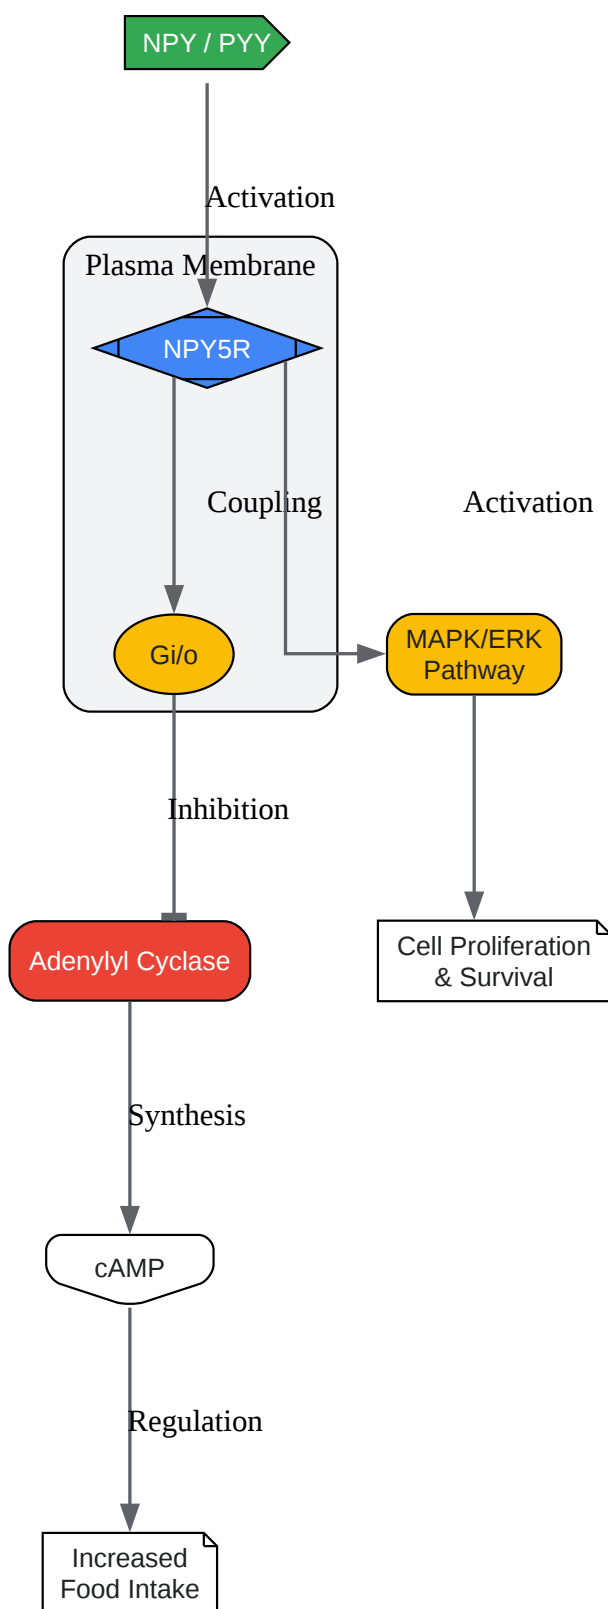 NPY / PYY
Activation
Plasma Membrane
NPY5R
Coupling
Activation
Gi/o
MAPK/ERK
Pathway
Inhibition
Adenylyl Cyclase
Cell Proliferation
& Survival
Synthesis
cAMP
Regulation
Increased
Food Intake